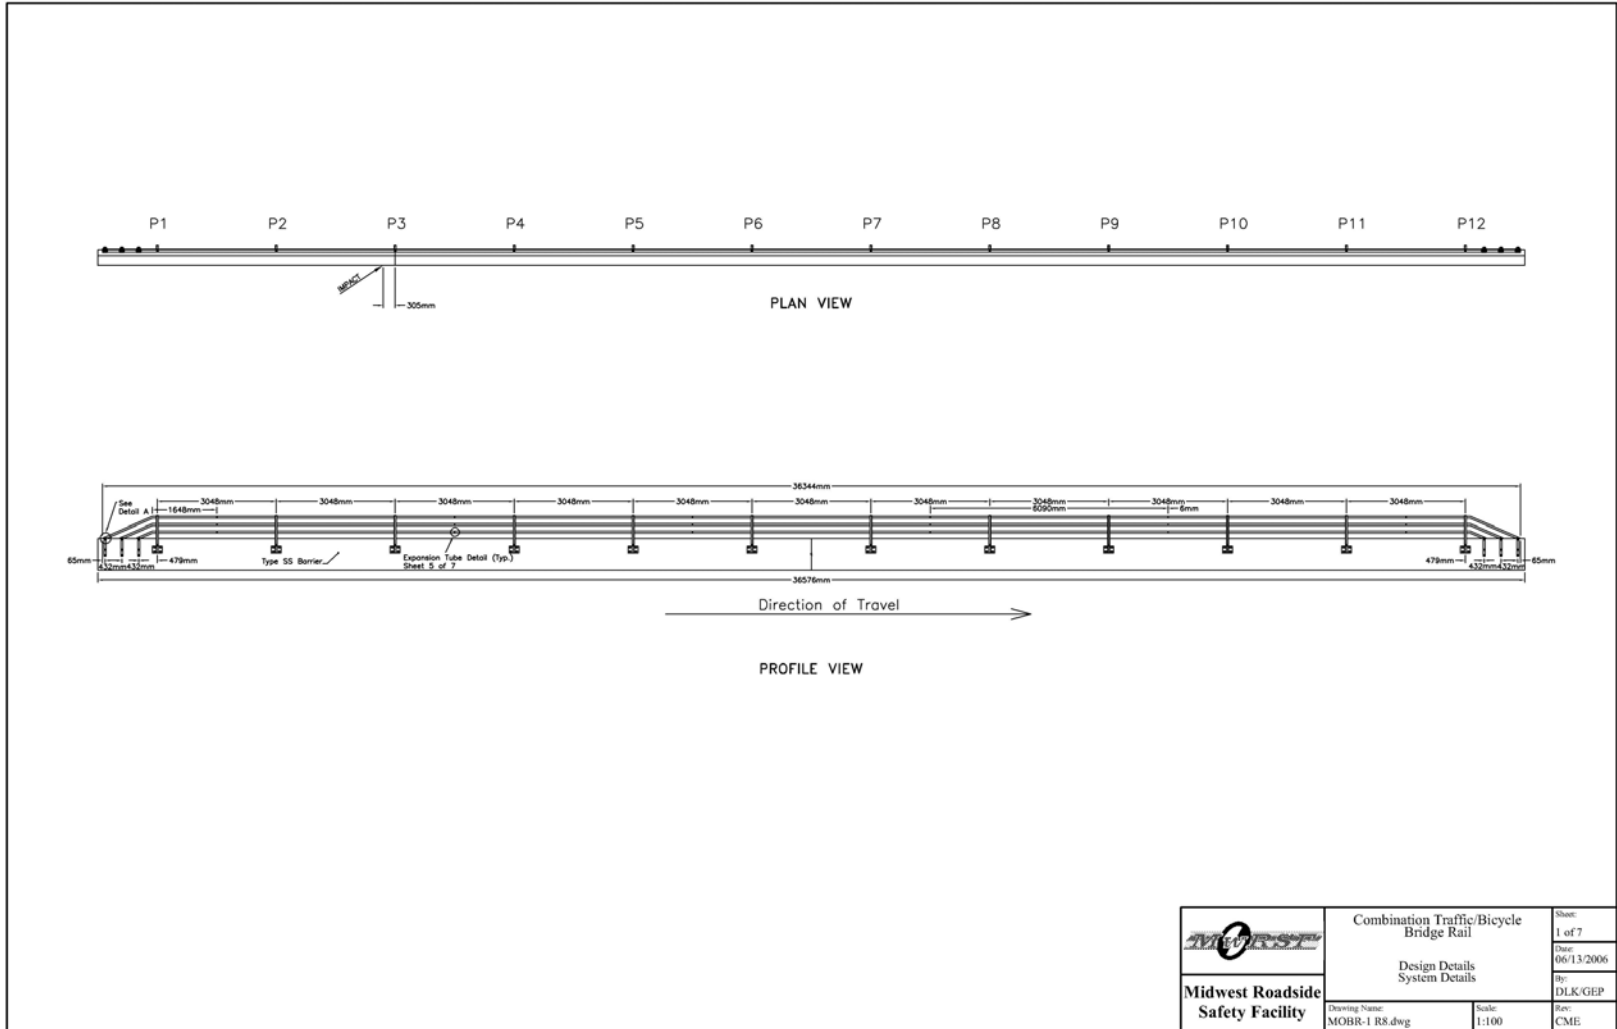 P1 P2 P3 P4 P5 P6 P7 P8 P9 P10 P11 P12
IMPACT
305mm
PLAN VIEW
36344mm
See
Detail A
3048mm 3048mm 3048mm 3048mm 3048mm 3048mm 3048mm 3048mm 3048mm 3048mm 3048mm
1648mm
6090mm
6mm
65mm
432mm 432mm
479mm
Type SS Barrier
Expansion Tube Detail (Typ.)
Sheet 5 of 7
479mm
432mm 432mm
65mm
36576mm
Direction of Travel
PROFILE VIEW
MWRSF
Midwest Roadside
Safety Facility
Combination Traffic/Bicycle
Bridge Rail
Design Details
System Details
Drawing Name:
MOBR-1 R8.dwg
Scale:
1:100
Sheet:
1 of 7
Date:
06/13/2006
By:
DLK/GEP
Rev:
CME